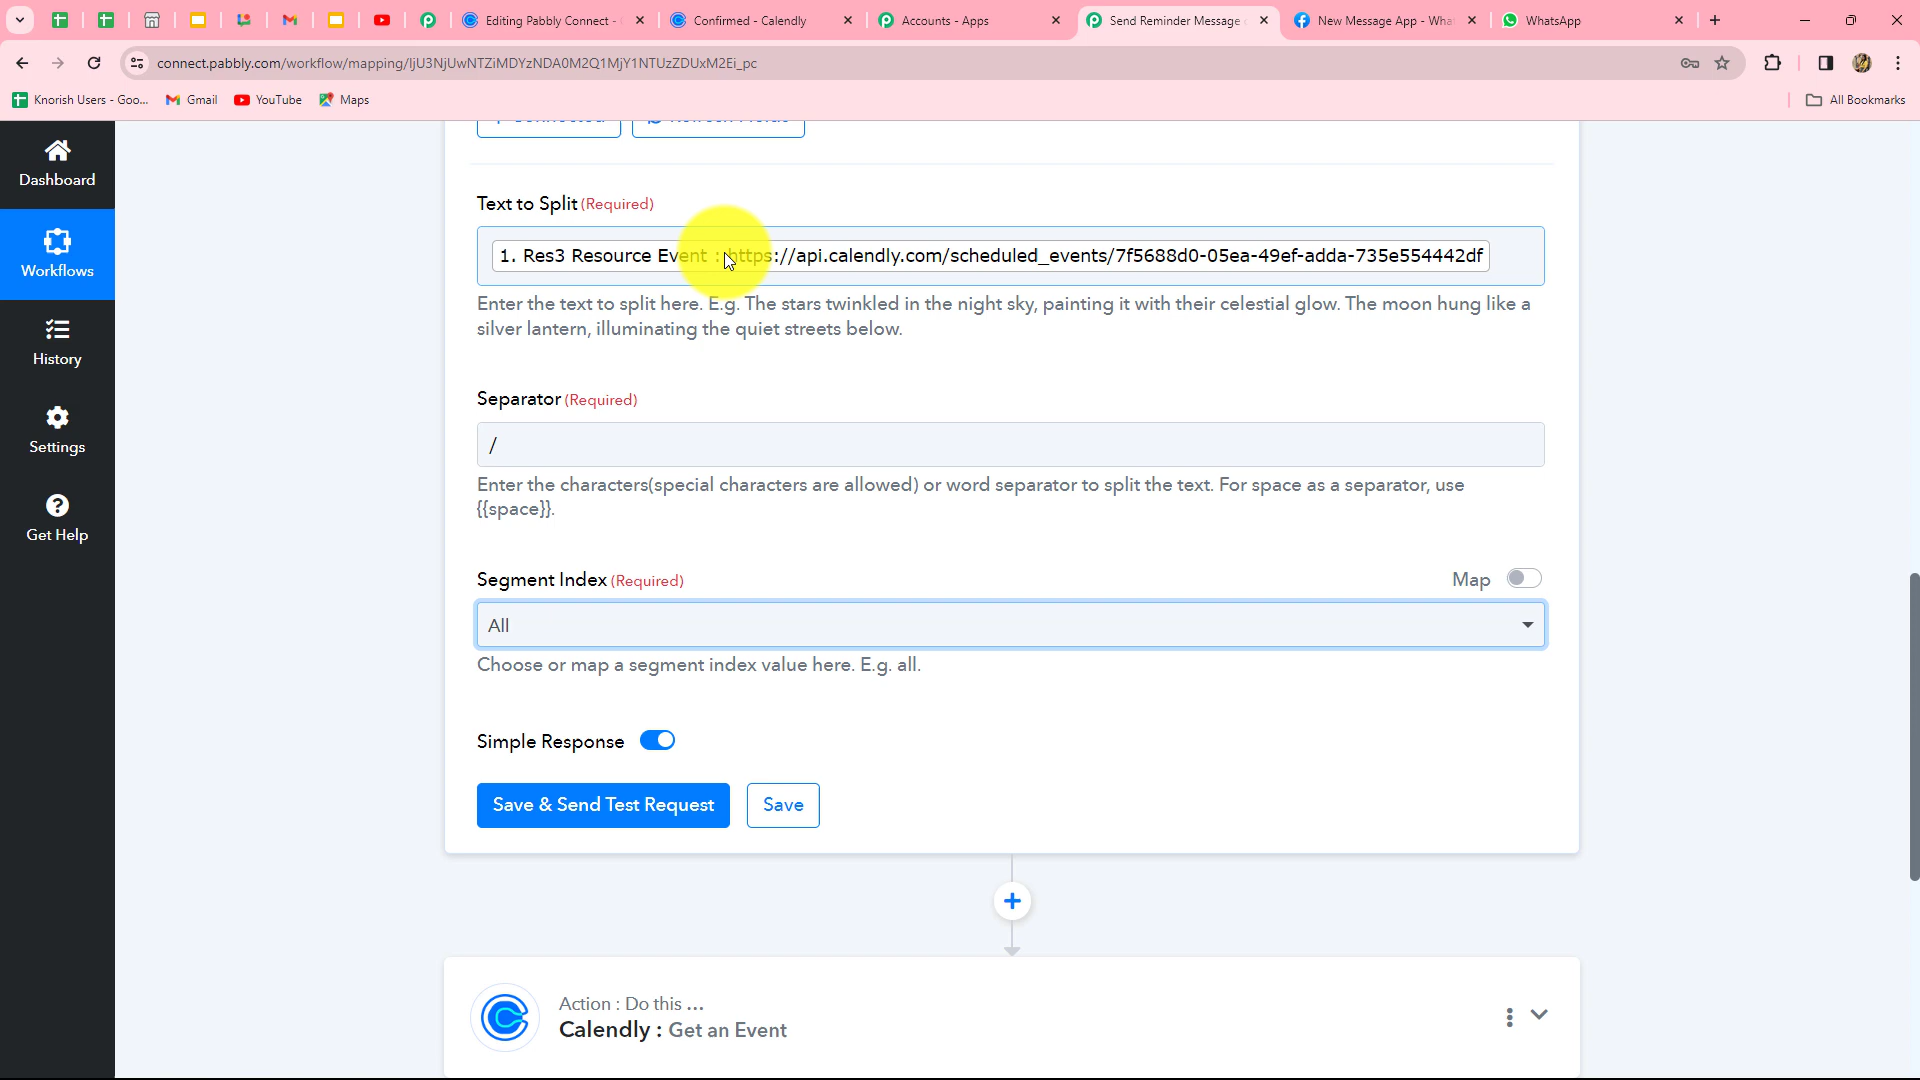 Editing Pabbly Connect -
Confirmed - Calendly
Accounts - Apps
Send Reminder Message
New Message App - Wha
WhatsApp
connect.pabbly.com/workflow/mapping/IjU3NjUwNTZiMDYzNDA0M2Q1MjY1NTUzZDUxM2Ei_pc
Knorish Users - Goo...
Gmail
YouTube
Maps
All Bookmarks
Dashboard
Workflows
History
Settings
Get Help
Text to Split (Required)
1. Res3 Resource Event : https://api.calendly.com/scheduled_events/7f5688d0-05ea-49ef-adda-735e554442df
Enter the text to split here. E.g. The stars twinkled in the night sky, painting it with their celestial glow. The moon hung like a
silver lantern, illuminating the quiet streets below.
Separator (Required)
/
Enter the characters(special characters are allowed) or word separator to split the text. For space as a separator, use
{{space}}.
Segment Index (Required)
Map
All
Choose or map a segment index value here. E.g. all.
Simple Response
Save & Send Test Request
Save
Action : Do this ...
Calendly : Get an Event